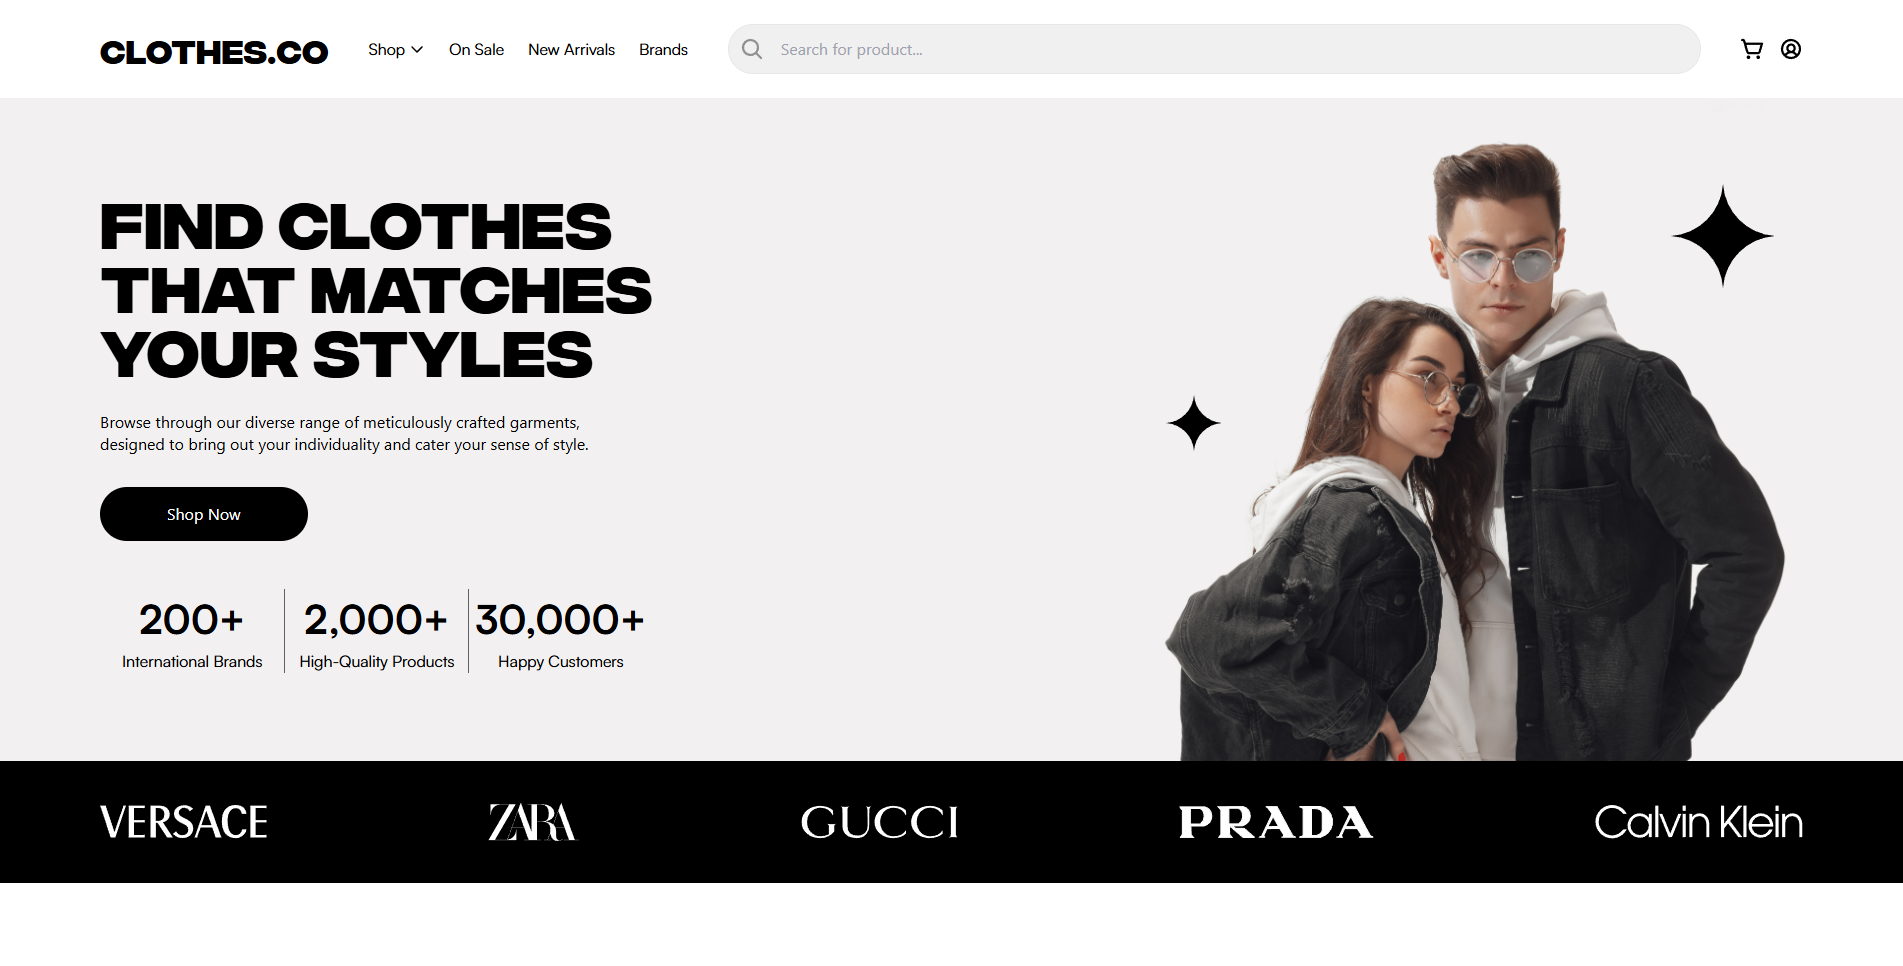 CLOTHES.CO
Shop
On Sale
New Arrivals
Brands
Search for product...
FIND CLOTHES
THAT MATCHES
YOUR STYLES
Browse through our diverse range of meticulously crafted garments,
designed to bring out your individuality and cater your sense of style.
Shop Now
200+
International Brands
2,000+
High-Quality Products
30,000+
Happy Customers
VERSACE
ZARA
GUCCI
PRADA
Calvin Klein